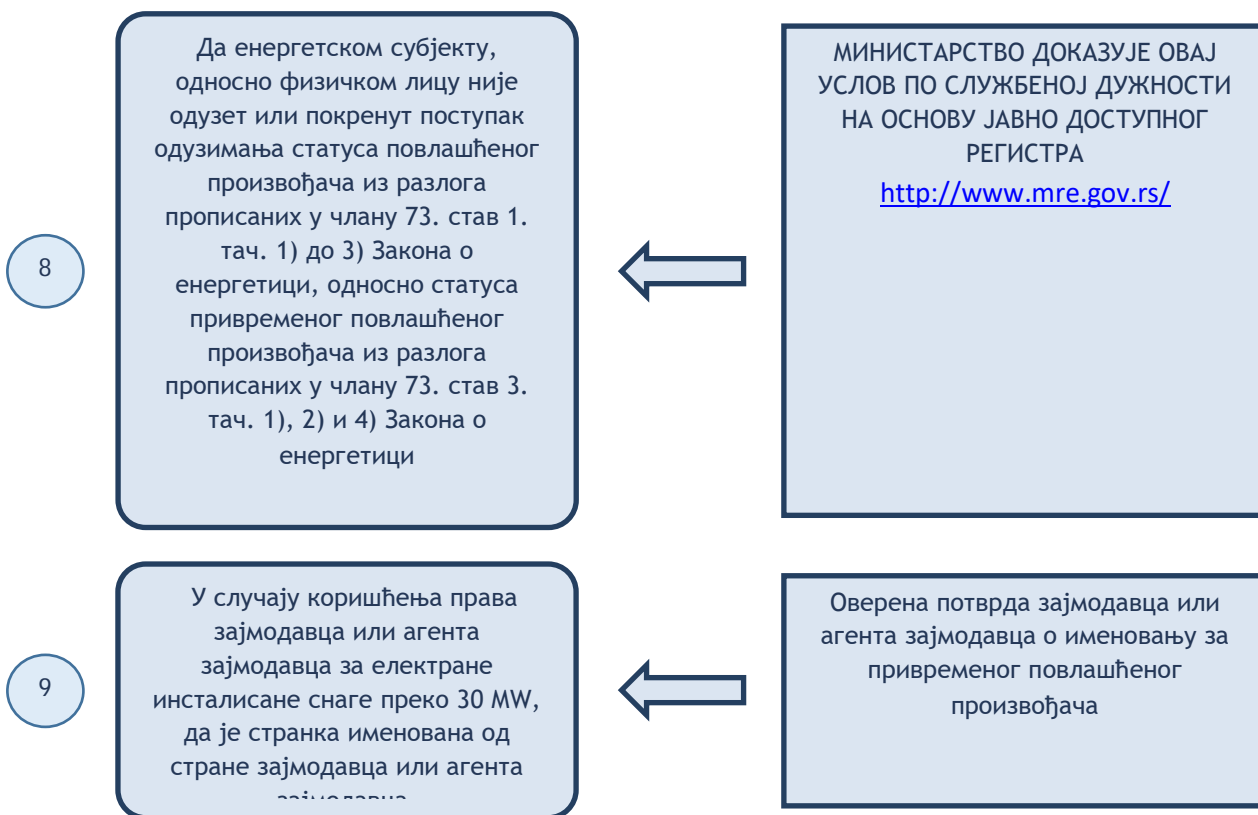 8
Да енергетском субјекту,
односно физичком лицу није
одузет или покренут поступак
одузимања статуса повлашћеног
произвођача из разлога
прописаних у члану 73. став 1.
тач. 1) до 3) Закона о
енергетици, односно статуса
привременог повлашћеног
произвођача из разлога
прописаних у члану 73. став 3.
тач. 1), 2) и 4) Закона о
енергетици
МИНИСТАРСТВО ДОКАЗУЈЕ ОВАЈ
УСЛОВ ПО СЛУЖБЕНОЈ ДУЖНОСТИ
НА ОСНОВУ ЈАВНО ДОСТУПНОГ
РЕГИСТРА
http://www.mre.gov.rs/
9
У случају коришћења права
зајмодавца или агента
зајмодавца за електране
инсталисане снаге преко 30 MW,
да је странка именована од
стране зајмодавца или агента
Оверена потврда зајмодавца или
агента зајмодавца о именовању за
привременог повлашћеног
произвођача